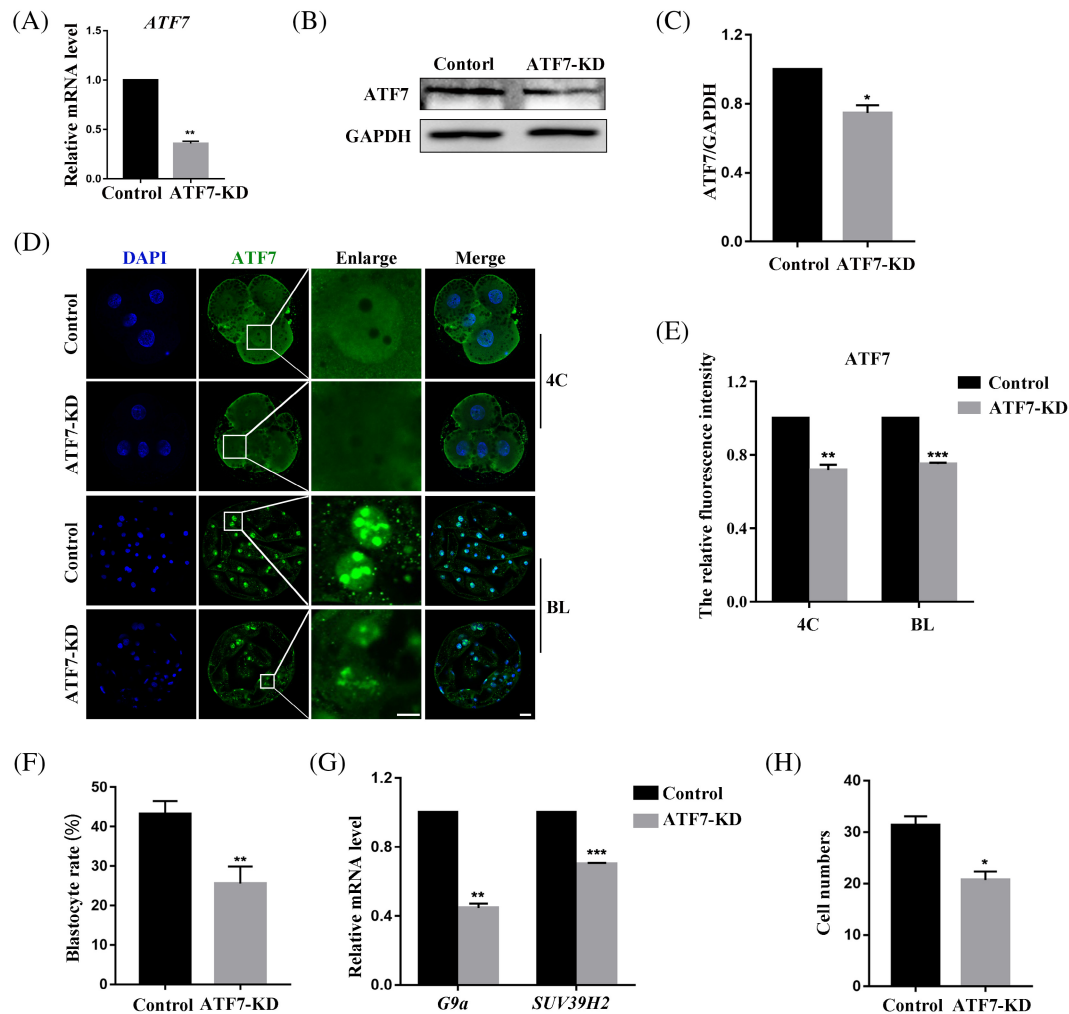 (A)
ATF7
Relative mRNA level
1.5
1.0
0.5
0.0
**
Control ATF7-KD
(B)
Contorl ATF7-KD
ATF7
GAPDH
(C)
ATF7/GAPDH
1.2
0.8
0.4
0.0
*
Control ATF7-KD
(D)
DAPI ATF7 Enlarge Merge
Control
ATF7-KD
4C
Control
ATF7-KD
BL
(E)
ATF7
The relative fluorescence intensity
1.2
0.8
0.4
0.0
**
***
4C BL
Control
ATF7-KD
(F)
Blastocyte rate (%)
50
40
30
20
10
0
**
Control ATF7-KD
(G)
Relative mRNA level
1.2
0.8
0.4
0.0
**
***
G9a SUV39H2
Control
ATF7-KD
(H)
Cell numbers
40
30
20
10
0
*
Control ATF7-KD